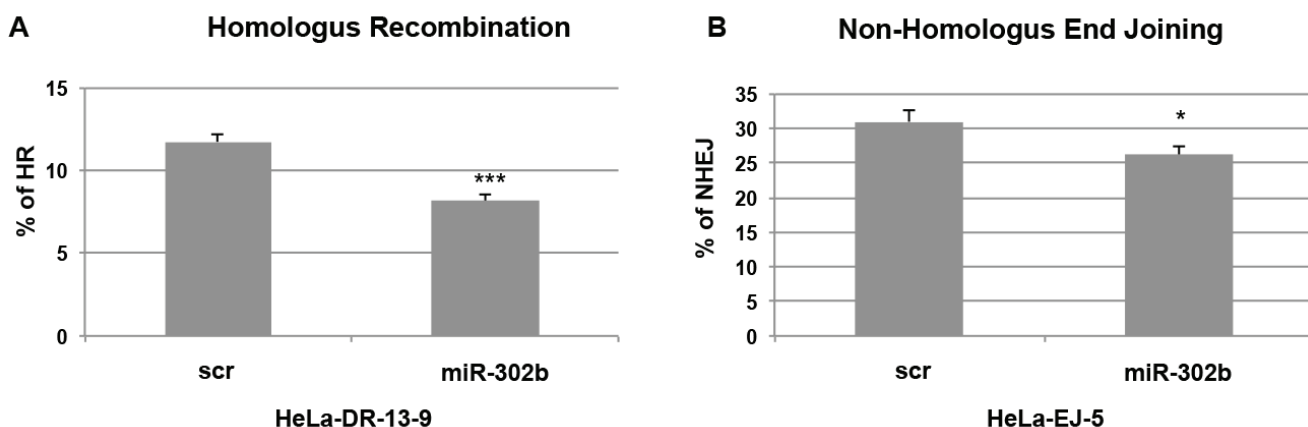 A
Homologus Recombination
% of HR
15
10
5
0
***
scr
miR-302b
HeLa-DR-13-9
B
Non-Homologus End Joining
% of NHEJ
35
30
25
20
15
10
5
0
*
scr
miR-302b
HeLa-EJ-5